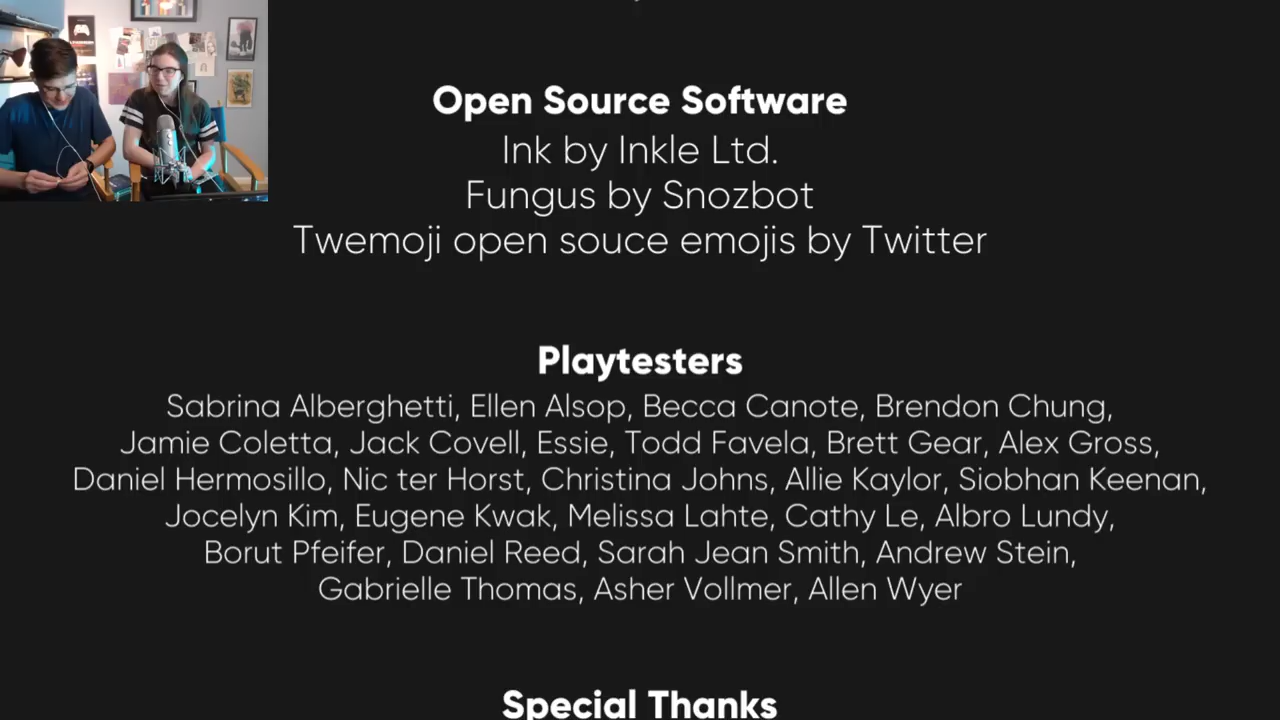 Open Source Software
Ink by Inkle Ltd.
Fungus by Snozbot
Twemoji open souce emojis by Twitter
Playtesters
Sabrina Alberghetti, Ellen Alsop, Becca Canote, Brendon Chung,
Jamie Coletta, Jack Covell, Essie, Todd Favela, Brett Gear, Alex Gross,
Daniel Hermosillo, Nic ter Horst, Christina Johns, Allie Kaylor, Siobhan Keenan,
Jocelyn Kim, Eugene Kwak, Melissa Lahte, Cathy Le, Albro Lundy,
Borut Pfeifer, Daniel Reed, Sarah Jean Smith, Andrew Stein,
Gabrielle Thomas, Asher Vollmer, Allen Wyer
Special Thanks